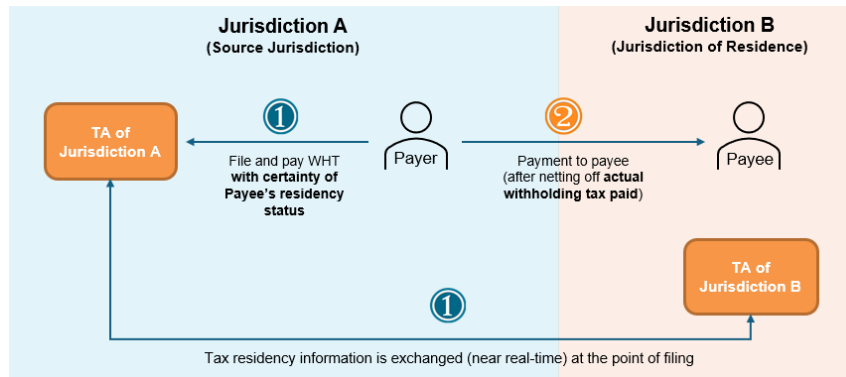 Jurisdiction A
(Source Jurisdiction)
Jurisdiction B
(Jurisdiction of Residence)
TA of
Jurisdiction A
1
File and pay WHT
with certainty of
Payee's residency
status
Payer
2
Payment to payee
(after netting off actual
withholding tax paid)
Payee
TA of
Jurisdiction B
1
Tax residency information is exchanged (near real-time) at the point of filing